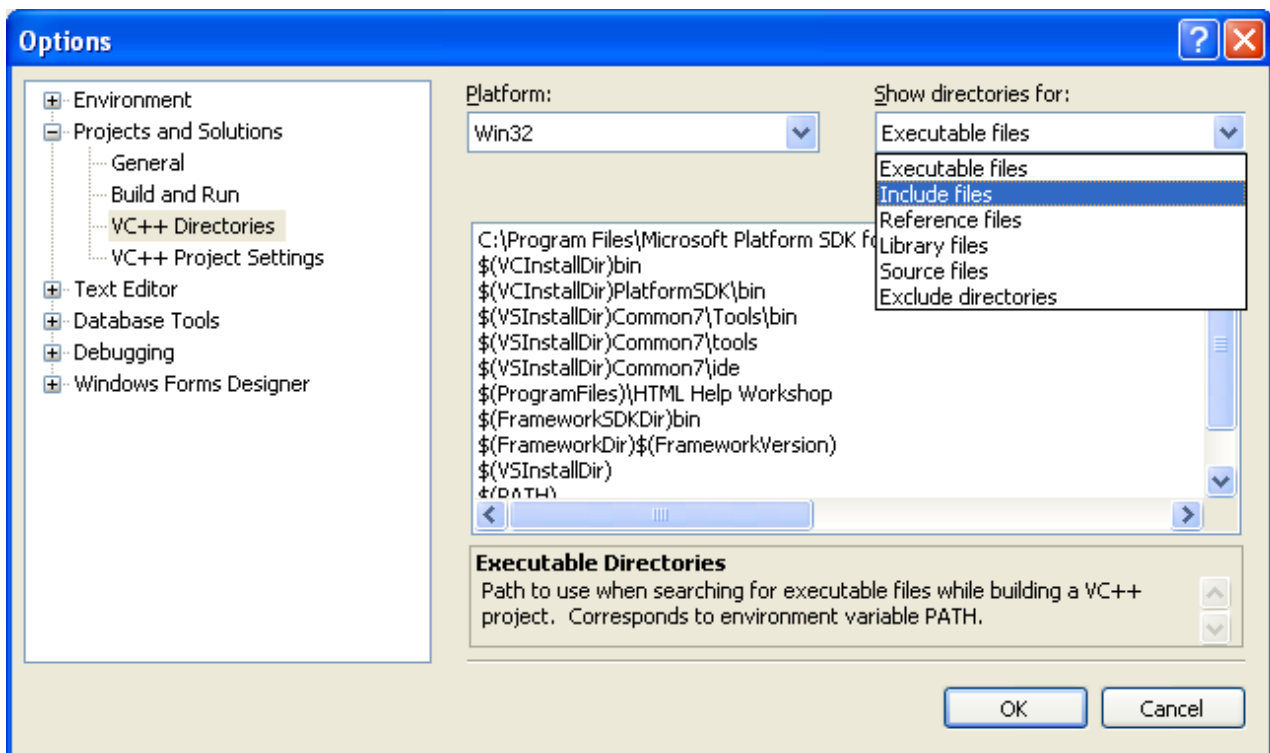 Options
Environment
Projects and Solutions
General
Build and Run
VC++ Directories
VC++ Project Settings
Text Editor
Database Tools
Debugging
Windows Forms Designer
Platform:
Win32
Show directories for:
Executable files
Executable files
Include files
Reference files
Library files
Source files
Exclude directories
C:\Program Files\Microsoft Platform SDK fo
$(VCInstallDir)bin
$(VCInstallDir)PlatformSDK\bin
$(VSInstallDir)Common7\Tools\bin
$(VSInstallDir)Common7\tools
$(VSInstallDir)Common7\ide
$(ProgramFiles)\HTML Help Workshop
$(FrameworkSDKDir)bin
$(FrameworkDir)$(FrameworkVersion)
$(VSInstallDir)
$(PATH)
Executable Directories
Path to use when searching for executable files while building a VC++
project. Corresponds to environment variable PATH.
OK
Cancel